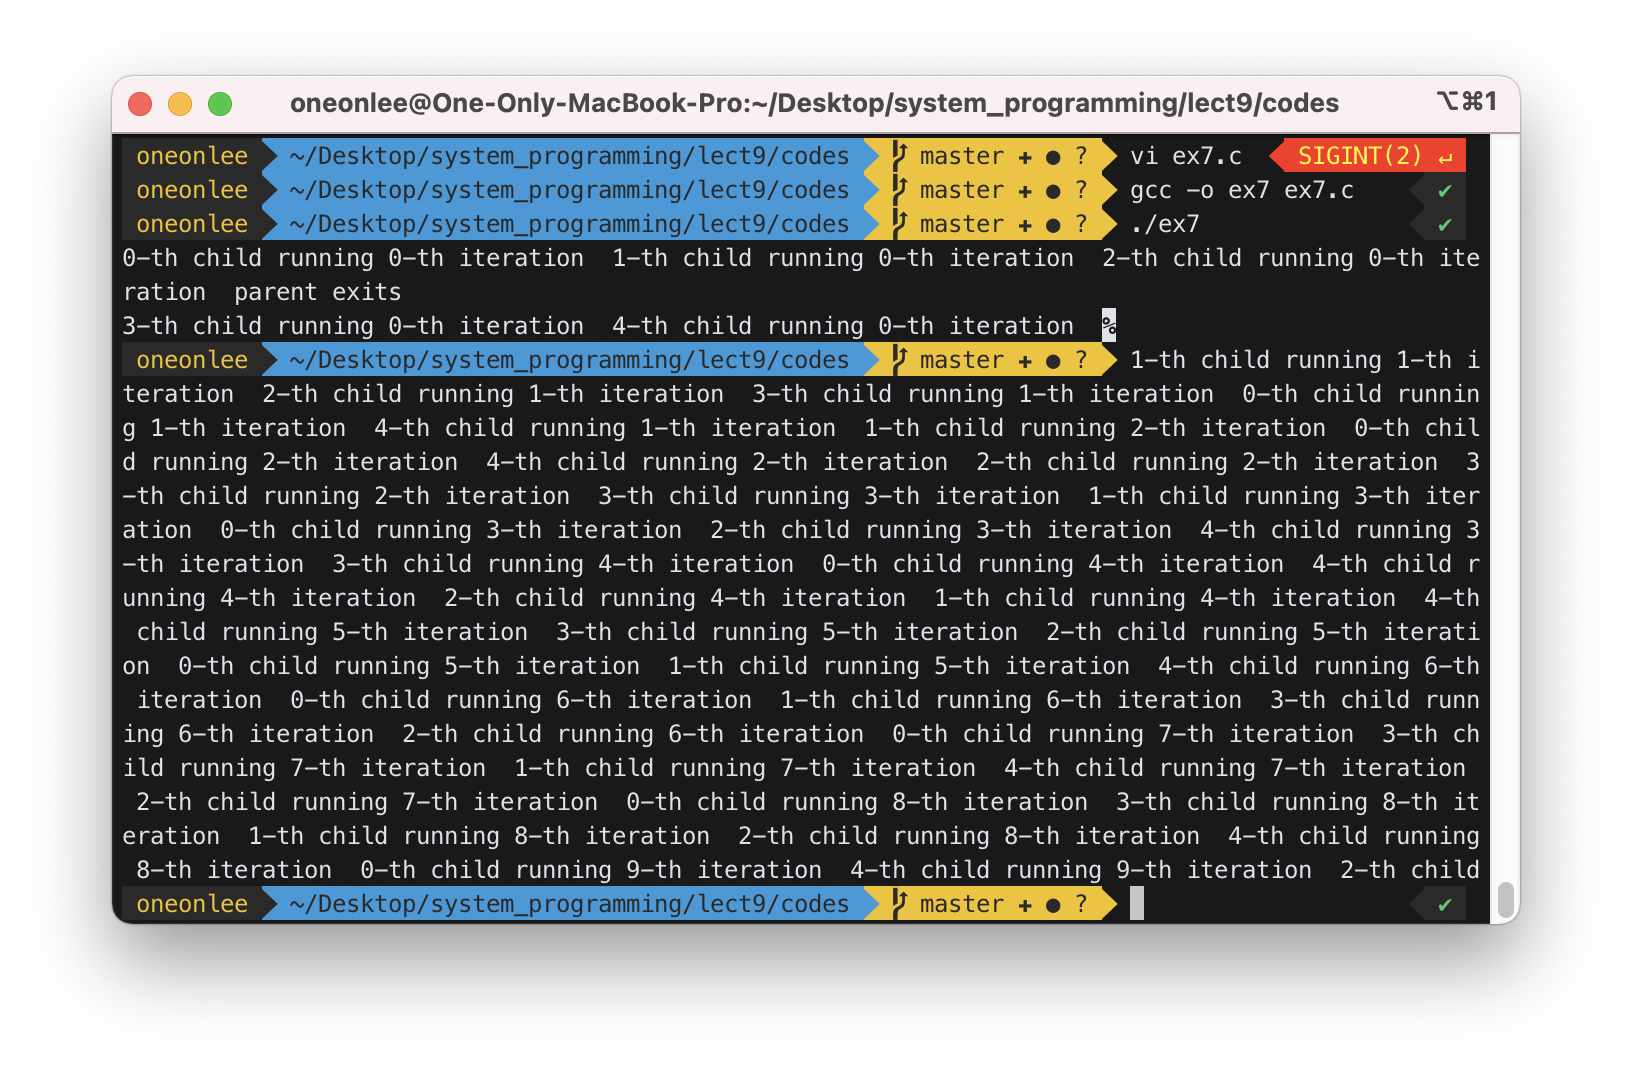 oneonlee@One-Only-MacBook-Pro:~/Desktop/system_programming/lect9/codes ⌥⌘1
oneonlee ~/Desktop/system_programming/lect9/codes master + ● ? vi ex7.c SIGINT(2) ↵
oneonlee ~/Desktop/system_programming/lect9/codes master + ● ? gcc -o ex7 ex7.c ✔
oneonlee ~/Desktop/system_programming/lect9/codes master + ● ? ./ex7 ✔
0-th child running 0-th iteration  1-th child running 0-th iteration  2-th child running 0-th ite
ration  parent exits
3-th child running 0-th iteration  4-th child running 0-th iteration  %
oneonlee ~/Desktop/system_programming/lect9/codes master + ● ? 1-th child running 1-th i
teration  2-th child running 1-th iteration  3-th child running 1-th iteration  0-th child runnin
g 1-th iteration  4-th child running 1-th iteration  1-th child running 2-th iteration  0-th chil
d running 2-th iteration  4-th child running 2-th iteration  2-th child running 2-th iteration  3
-th child running 2-th iteration  3-th child running 3-th iteration  1-th child running 3-th iter
ation  0-th child running 3-th iteration  2-th child running 3-th iteration  4-th child running 3
-th iteration  3-th child running 4-th iteration  0-th child running 4-th iteration  4-th child r
unning 4-th iteration  2-th child running 4-th iteration  1-th child running 4-th iteration  4-th
 child running 5-th iteration  3-th child running 5-th iteration  2-th child running 5-th iterati
on  0-th child running 5-th iteration  1-th child running 5-th iteration  4-th child running 6-th
 iteration  0-th child running 6-th iteration  1-th child running 6-th iteration  3-th child runn
ing 6-th iteration  2-th child running 6-th iteration  0-th child running 7-th iteration  3-th ch
ild running 7-th iteration  1-th child running 7-th iteration  4-th child running 7-th iteration
 2-th child running 7-th iteration  0-th child running 8-th iteration  3-th child running 8-th it
eration  1-th child running 8-th iteration  2-th child running 8-th iteration  4-th child running
 8-th iteration  0-th child running 9-th iteration  4-th child running 9-th iteration  2-th child
oneonlee ~/Desktop/system_programming/lect9/codes master + ● ? ✔